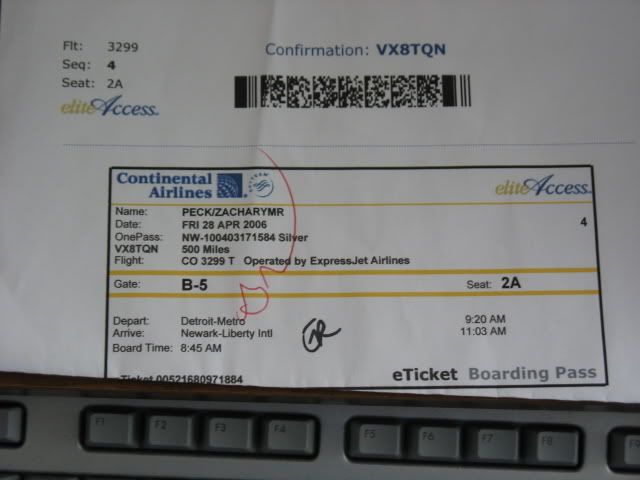 Flt: 3299
Seq: 4
Seat: 2A
eliteAccess.
Confirmation: VX8TQN
Continental Airlines
eliteAccess.
Name: PECK/ZACHARYMR
4
Date: FRI 28 APR 2006
OnePass: NW-100403171584 Silver
VX8TQN 500 Miles
Flight: CO 3299 T Operated by ExpressJet Airlines
Gate: B-5 Seat: 2A
Depart: Detroit-Metro 9:20 AM
Arrive: Newark-Liberty Intl 11:03 AM
Board Time: 8:45 AM
eTicket 00521680971884
eTicket Boarding Pass
F1 F2 F3 F4 F5 F6 F7 F8 F9